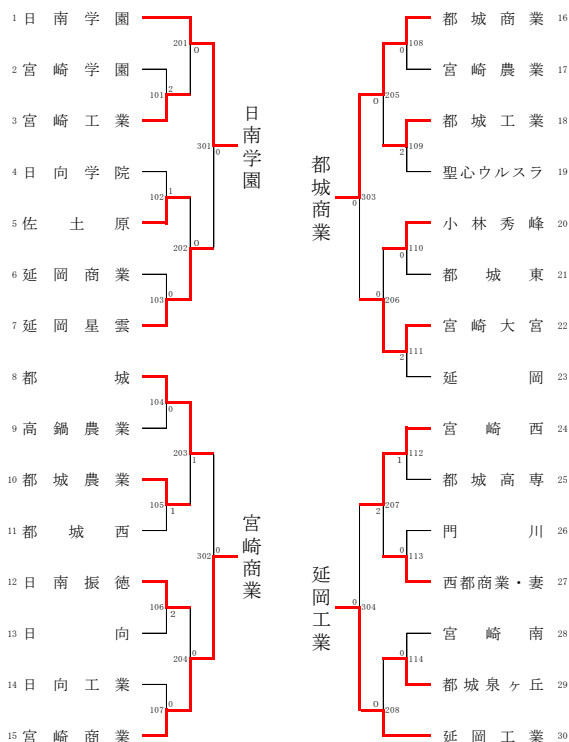 1 日南学園
201
0
2 宮崎学園
2
101
3 宮崎工業
301
0
日南学園
4 日向学院
1
102
5 佐土原
0
202
6 延岡商業
0
103
7 延岡星雲
8 都城
104
0
9 高鍋農業
203
1
10 都城農業
105
1
11 都城西
302
0
宮崎商業
12 日南振徳
106
2
13 日向
0
204
14 日向工業
0
107
15 宮崎商業
都城商業 16
108
0
宮崎農業 17
0
205
都城工業 18
109
2
聖心ウルスラ 19
都城商業
303
0
小林秀峰 20
110
0
都城東 21
0
206
宮崎大宮 22
111
2
延岡 23
宮崎西 24
1
112
都城高専 25
207
2
門川 26
0
113
西都商業・妻 27
延岡工業
0
304
宮崎南 28
0
114
都城泉ヶ丘 29
0
208
延岡工業 30